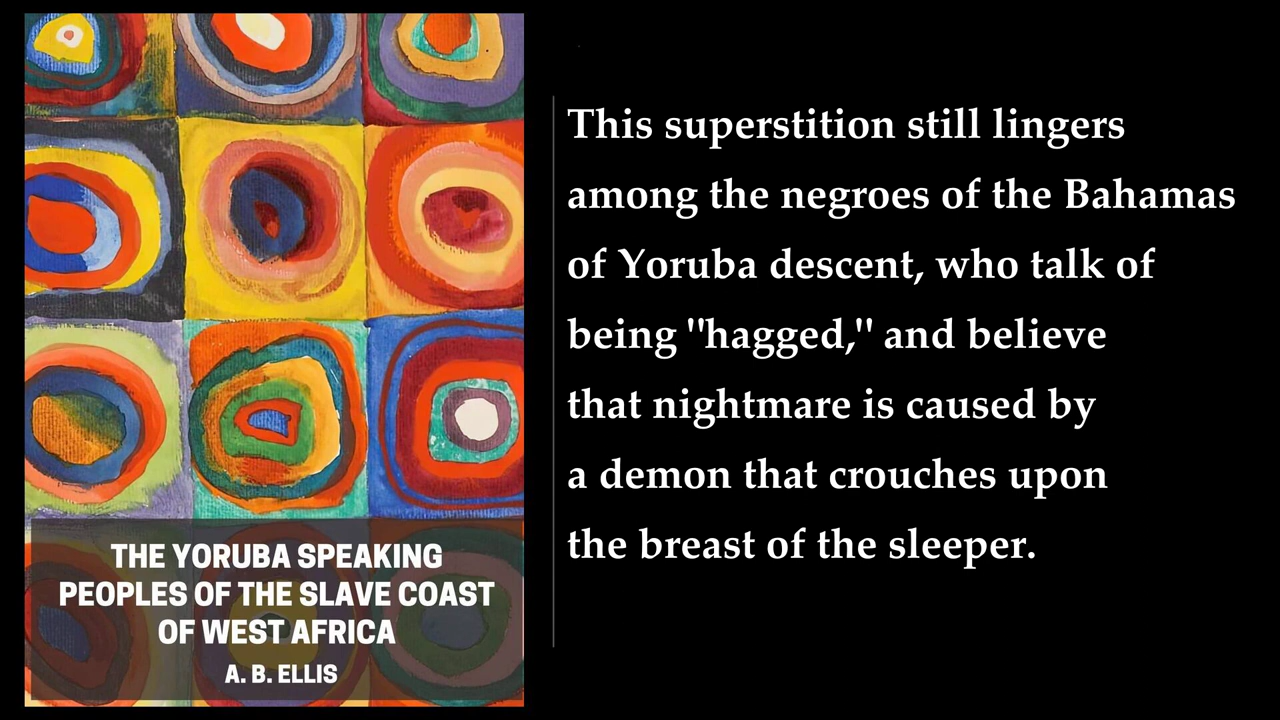 THE YORUBA SPEAKING
PEOPLES OF THE SLAVE COAST
OF WEST AFRICA
A. B. ELLIS
This superstition still lingers
among the negroes of the Bahamas
of Yoruba descent, who talk of
being "hagged," and believe
that nightmare is caused by
a demon that crouches upon
the breast of the sleeper.